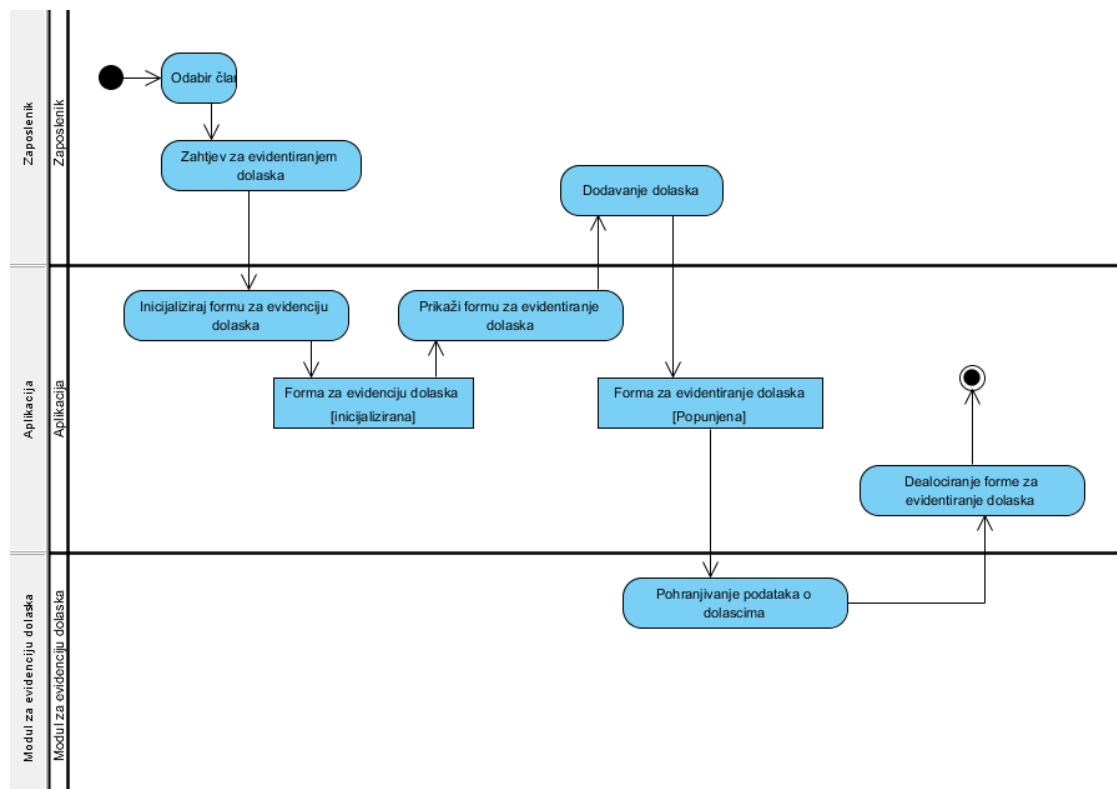 Zaposlenik
Zaposlenik
Odabir član
Zahtjev za evidentiranjem
dolaska
Dodavanje dolaska
Aplikacija
Aplikacija
Inicijaliziraj formu za evidenciju
dolaska
Prikaži formu za evidentiranje
dolaska
Forma za evidenciju dolaska
[inicijalizirana]
Forma za evidentiranje dolaska
[Popunjena]
Dealociranje forme za
evidentiranje dolaska
Modul za evidenciju dolaska
Modul za evidenciju dolaska
Pohranjivanje podataka o
dolascima